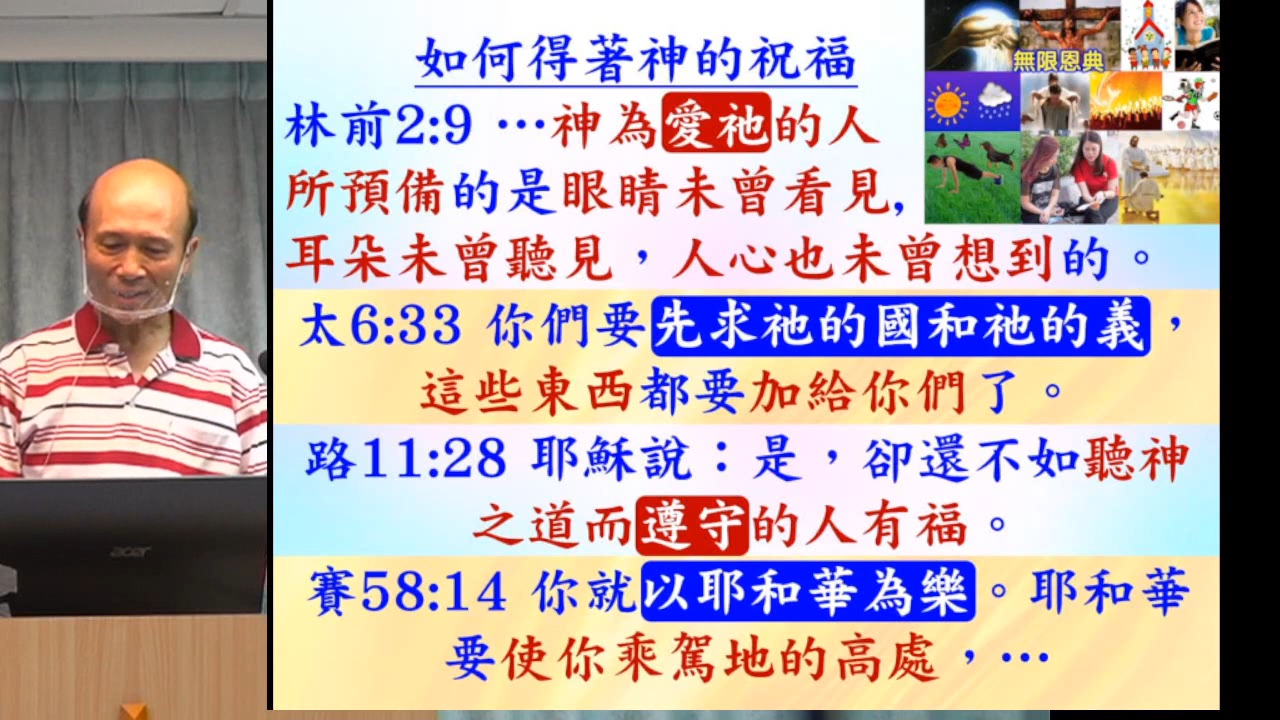 如何得著神的祝福
無限恩典
林前2:9 …神為愛祂的人
所預備的是眼睛未曾看見,
耳朵未曾聽見，人心也未曾想到的。
太6:33 你們要先求祂的國和祂的義，
這些東西都要加給你們了。
路11:28 耶穌說：是，卻還不如聽神
之道而遵守的人有福。
賽58:14 你就以耶和華為樂。耶和華
要使你乘駕地的高處，…
acer